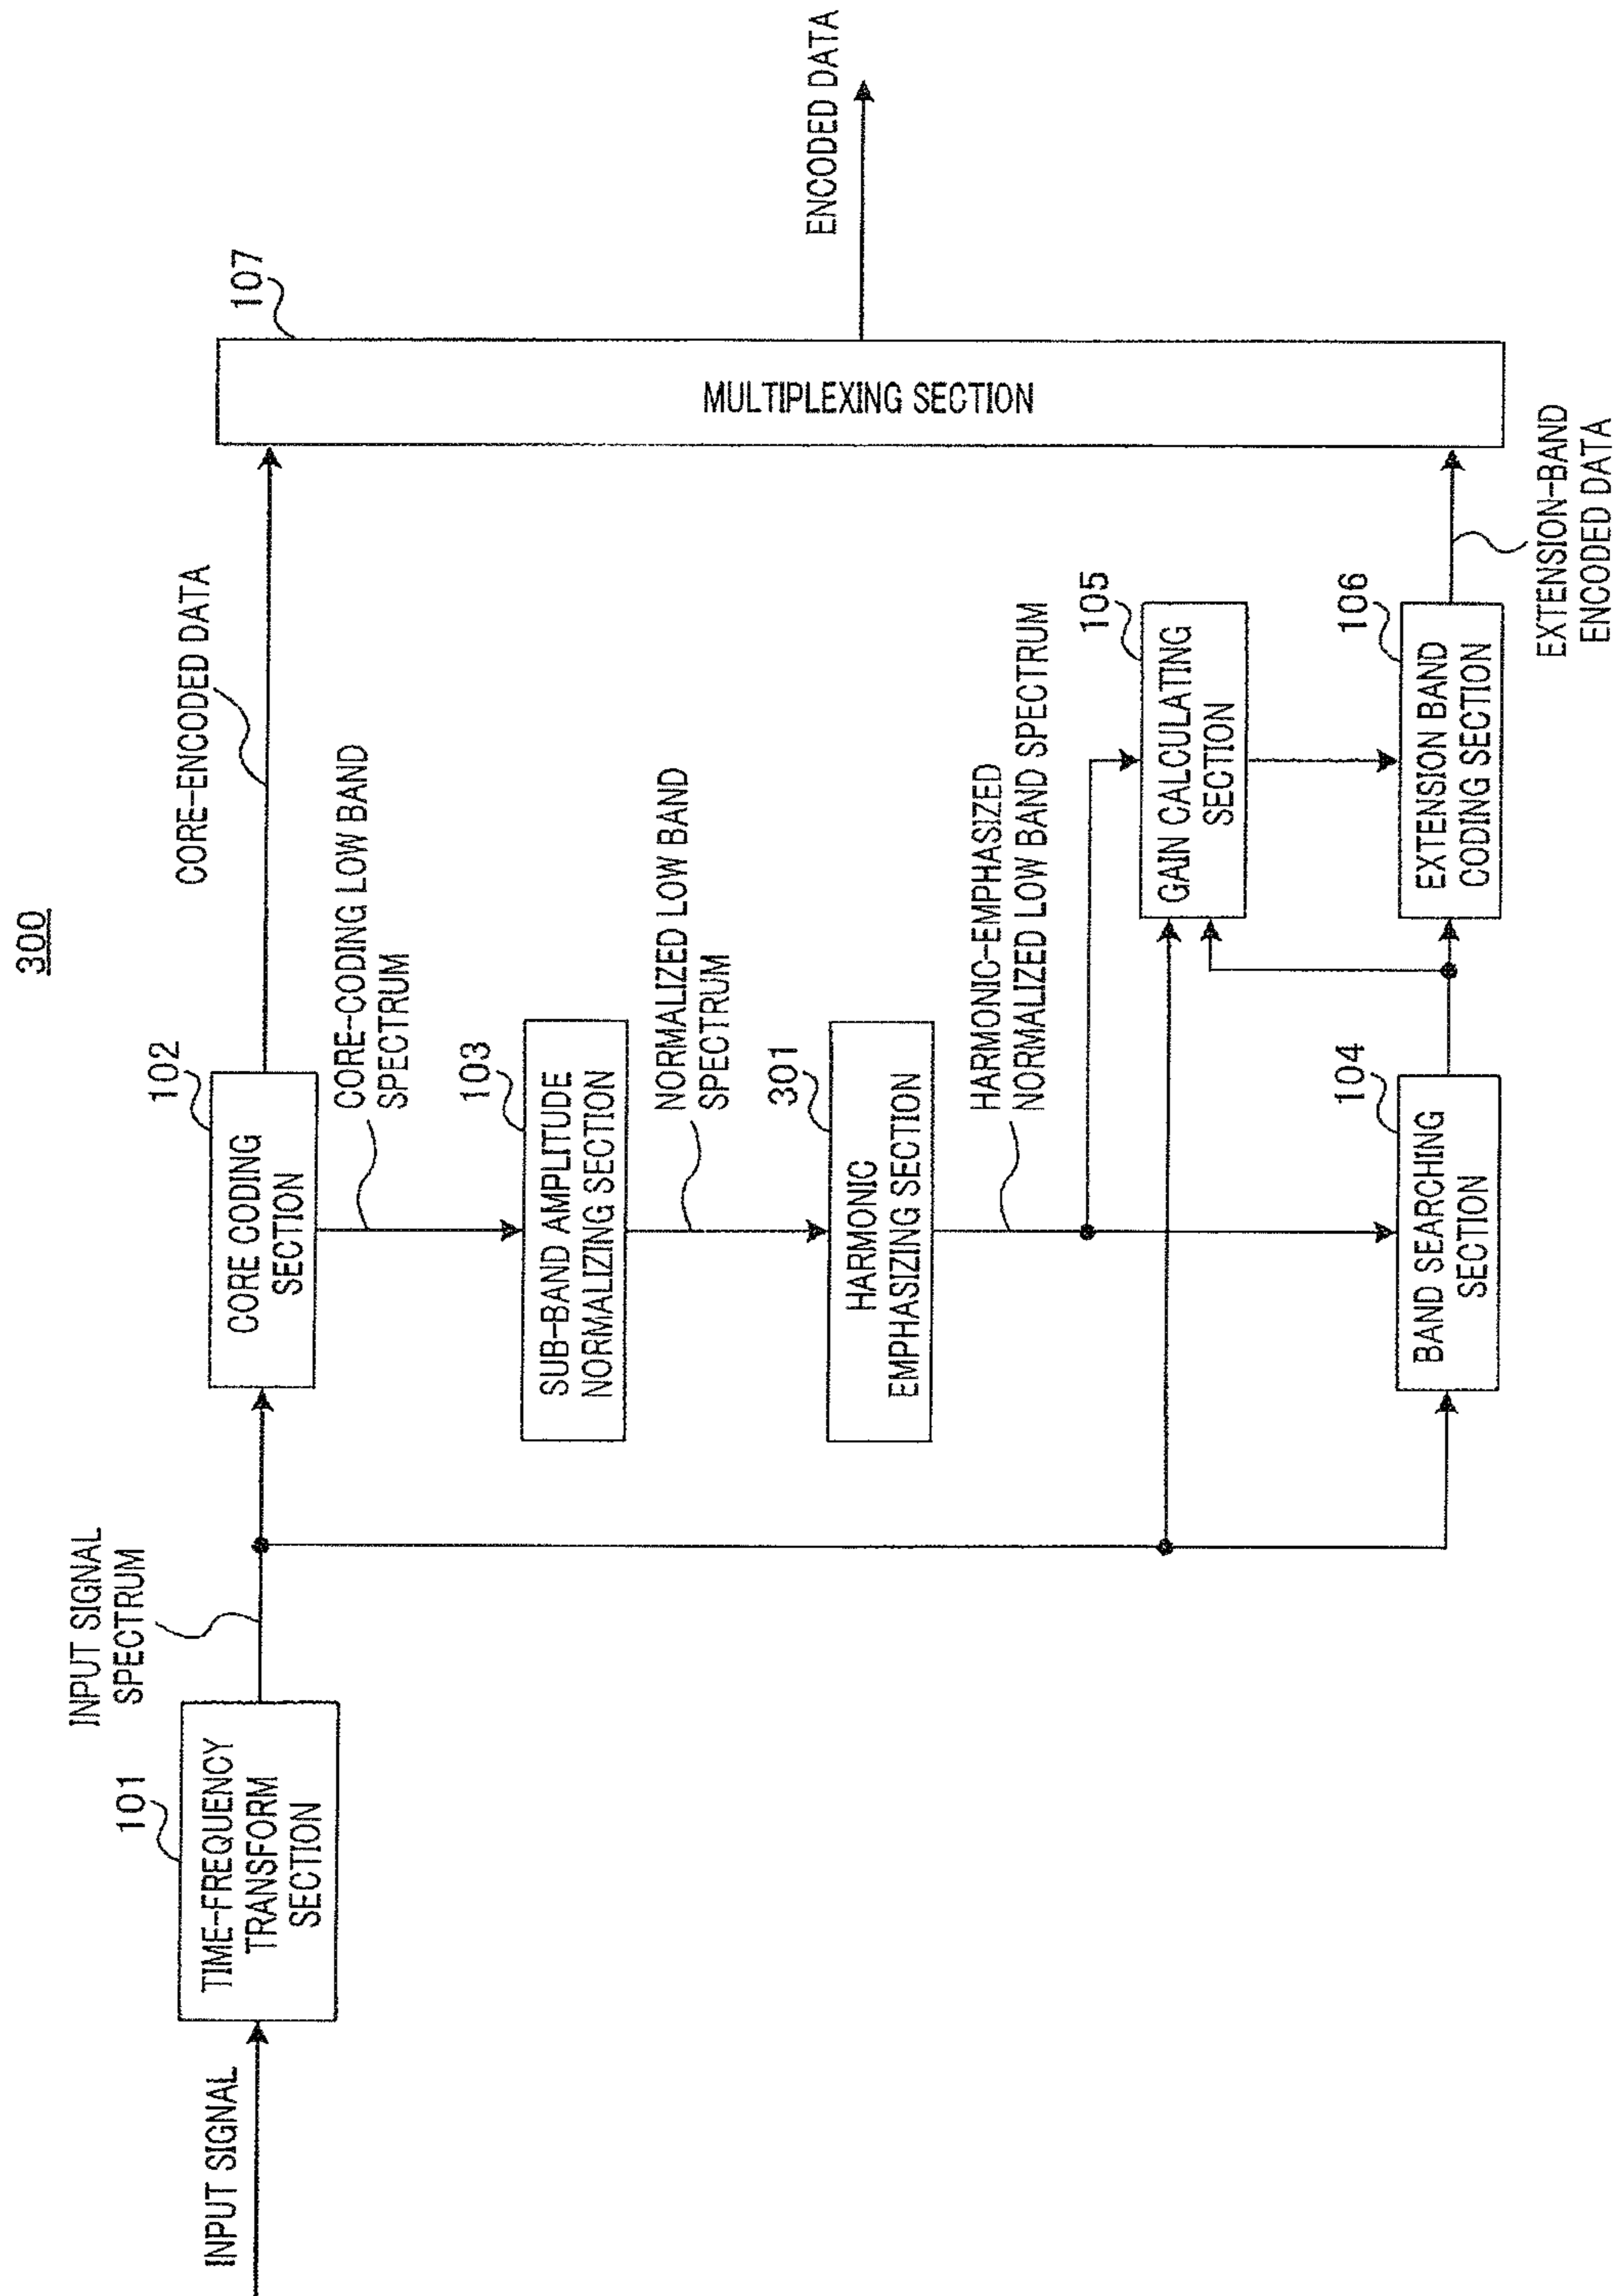 300
INPUT SIGNAL
101
TIME-FREQUENCY
TRANSFORM
SECTION
INPUT SIGNAL
SPECTRUM
102
CORE CODING
SECTION
CORE-ENCODED DATA
CORE-CODING LOW BAND
SPECTRUM
103
SUB-BAND AMPLITUDE
NORMALIZING SECTION
NORMALIZED LOW BAND
SPECTRUM
301
HARMONIC
EMPHASIZING SECTION
HARMONIC-EMPHASIZED
NORMALIZED LOW BAND SPECTRUM
104
BAND SEARCHING
SECTION
105
GAIN CALCULATING
SECTION
106
EXTENSION BAND
CODING SECTION
EXTENSION-BAND
ENCODED DATA
107
MULTIPLEXING SECTION
ENCODED DATA